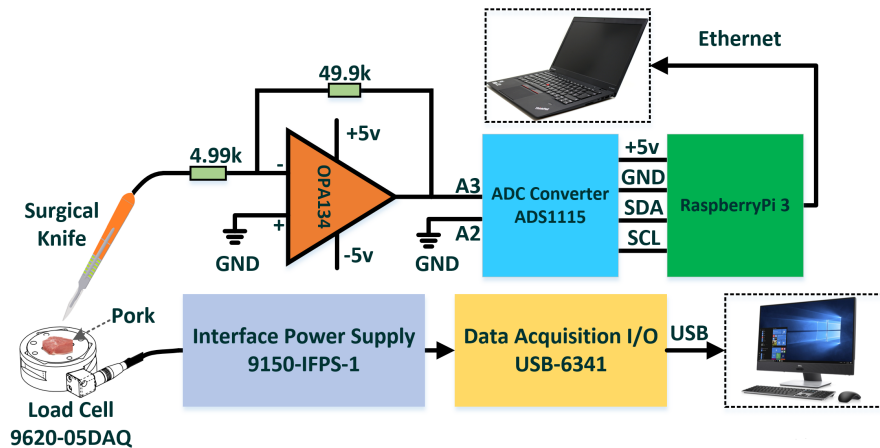 Ethernet
49.9k
+5v
4.99k
-
OPA134
+
GND
-5v
A3
A2
GND
ADC Converter
ADS1115
+5v
GND
SDA
SCL
RaspberryPi 3
Surgical
Knife
Pork
Load Cell
9620-05DAQ
Interface Power Supply
9150-IFPS-1
Data Acquisition I/O
USB-6341
USB